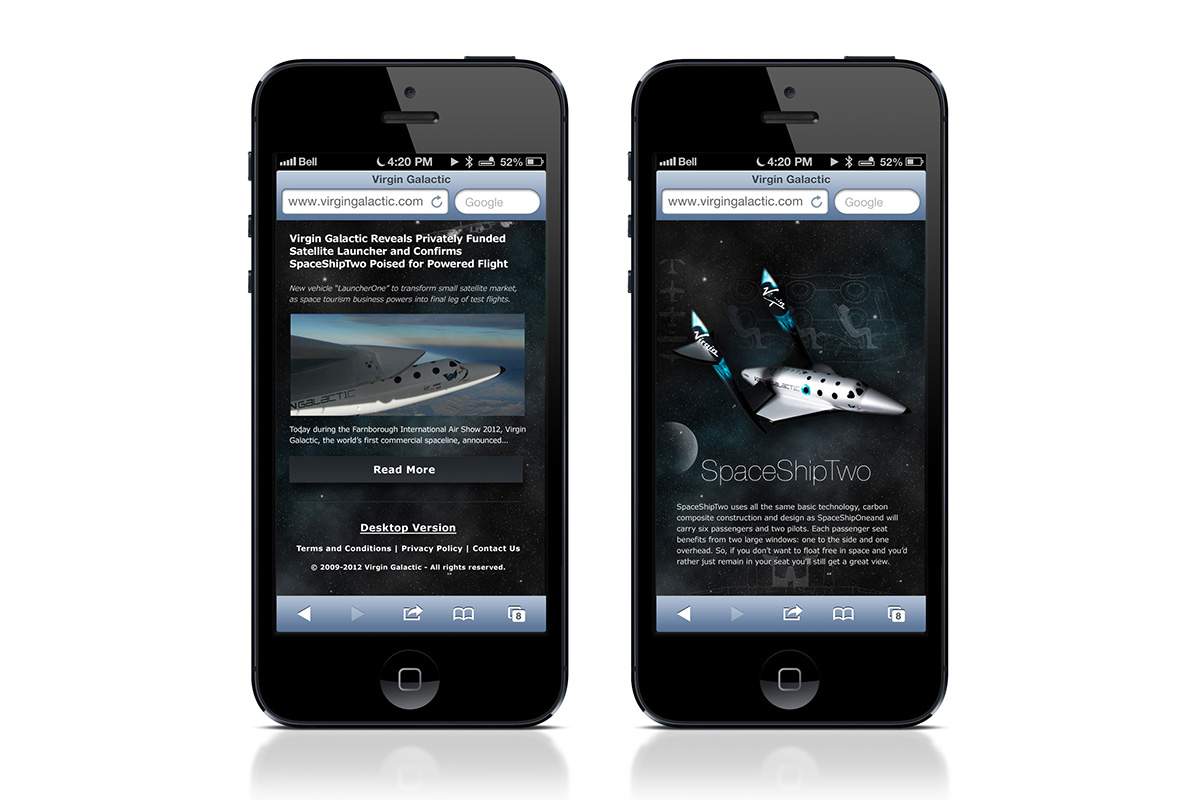 Bell
4:20 PM
52%
Virgin Galactic
www.virgingalactic.com
Google
Virgin Galactic Reveals Privately Funded
Satellite Launcher and Confirms
SpaceShipTwo Poised for Powered Flight
New vehicle "LauncherOne" to transform small satellite market,
as space tourism business powers into final leg of test flights.
GALACTIC
Today during the Farnborough International Air Show 2012, Virgin
Galactic, the world's first commercial spaceline, announced...
Read More
Desktop Version
Terms and Conditions | Privacy Policy | Contact Us
© 2009-2012 Virgin Galactic - All rights reserved.
8
Bell
4:20 PM
52%
Virgin Galactic
www.virgingalactic.com
Google
Virgin
Virgin
GALACTIC
SpaceShipTwo
SpaceShipTwo uses all the same basic technology, carbon
composite construction and design as SpaceShipOneand will
carry six passengers and two pilots. Each passenger seat
benefits from two large windows: one to the side and one
overhead. So, if you don't want to float free in space and you'd
rather just remain in your seat you'll still get a great view.
8